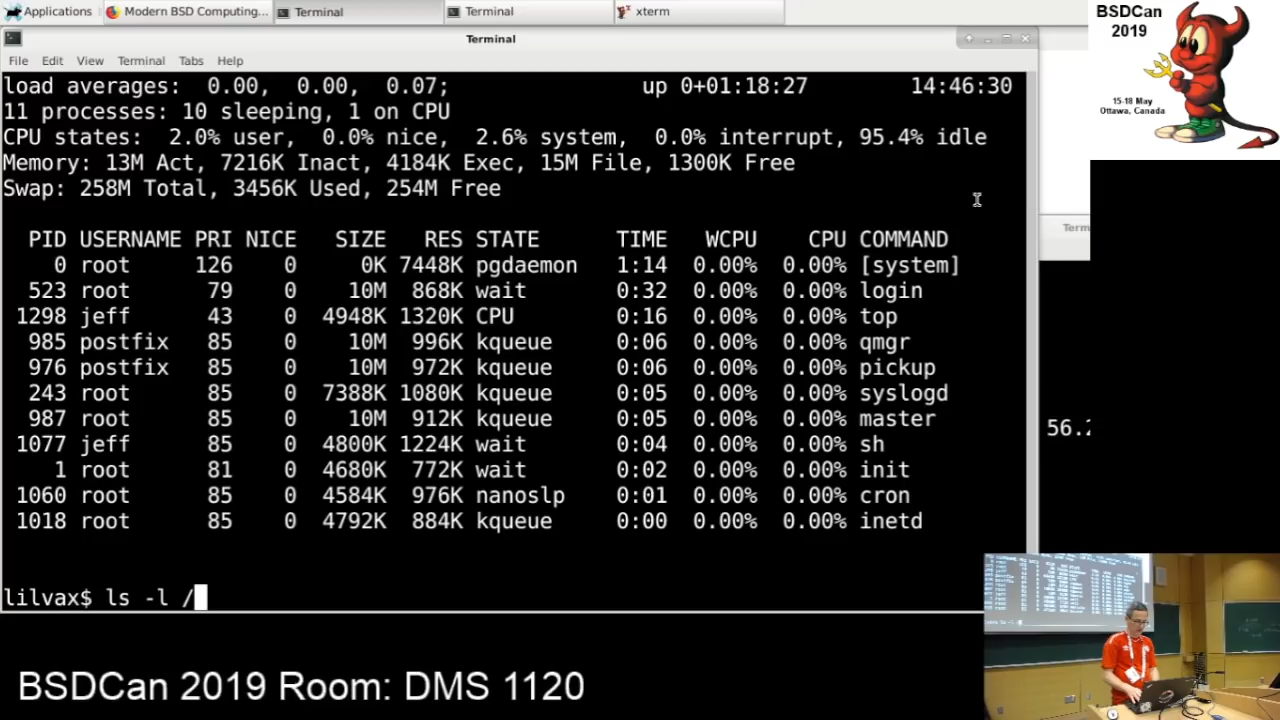 Applications
Modern BSD Computing...
Terminal
Terminal
xterm
BSDCan
2019
15-18 May
Ottawa, Canada
Terminal
File Edit View Terminal Tabs Help
load averages: 0.00, 0.00, 0.07; up 0+01:18:27 14:46:30
11 processes: 10 sleeping, 1 on CPU
CPU states: 2.0% user, 0.0% nice, 2.6% system, 0.0% interrupt, 95.4% idle
Memory: 13M Act, 7216K Inact, 4184K Exec, 15M File, 1300K Free
Swap: 258M Total, 3456K Used, 254M Free
PID USERNAME PRI NICE SIZE RES STATE TIME WCPU CPU COMMAND
0 root 126 0 0K 7448K pgdaemon 1:14 0.00% 0.00% [system]
523 root 79 0 10M 868K wait 0:32 0.00% 0.00% login
1298 jeff 43 0 4948K 1320K CPU 0:16 0.00% 0.00% top
985 postfix 85 0 10M 996K kqueue 0:06 0.00% 0.00% qmgr
976 postfix 85 0 10M 972K kqueue 0:06 0.00% 0.00% pickup
243 root 85 0 7388K 1080K kqueue 0:05 0.00% 0.00% syslogd
987 root 85 0 10M 912K kqueue 0:05 0.00% 0.00% master
1077 jeff 85 0 4800K 1224K wait 0:04 0.00% 0.00% sh
1 root 81 0 4680K 772K wait 0:02 0.00% 0.00% init
1060 root 85 0 4584K 976K nanoslp 0:01 0.00% 0.00% cron
1018 root 85 0 4792K 884K kqueue 0:00 0.00% 0.00% inetd
lilvax$ ls -l /
Term
56.2
BSDCan 2019 Room: DMS 1120